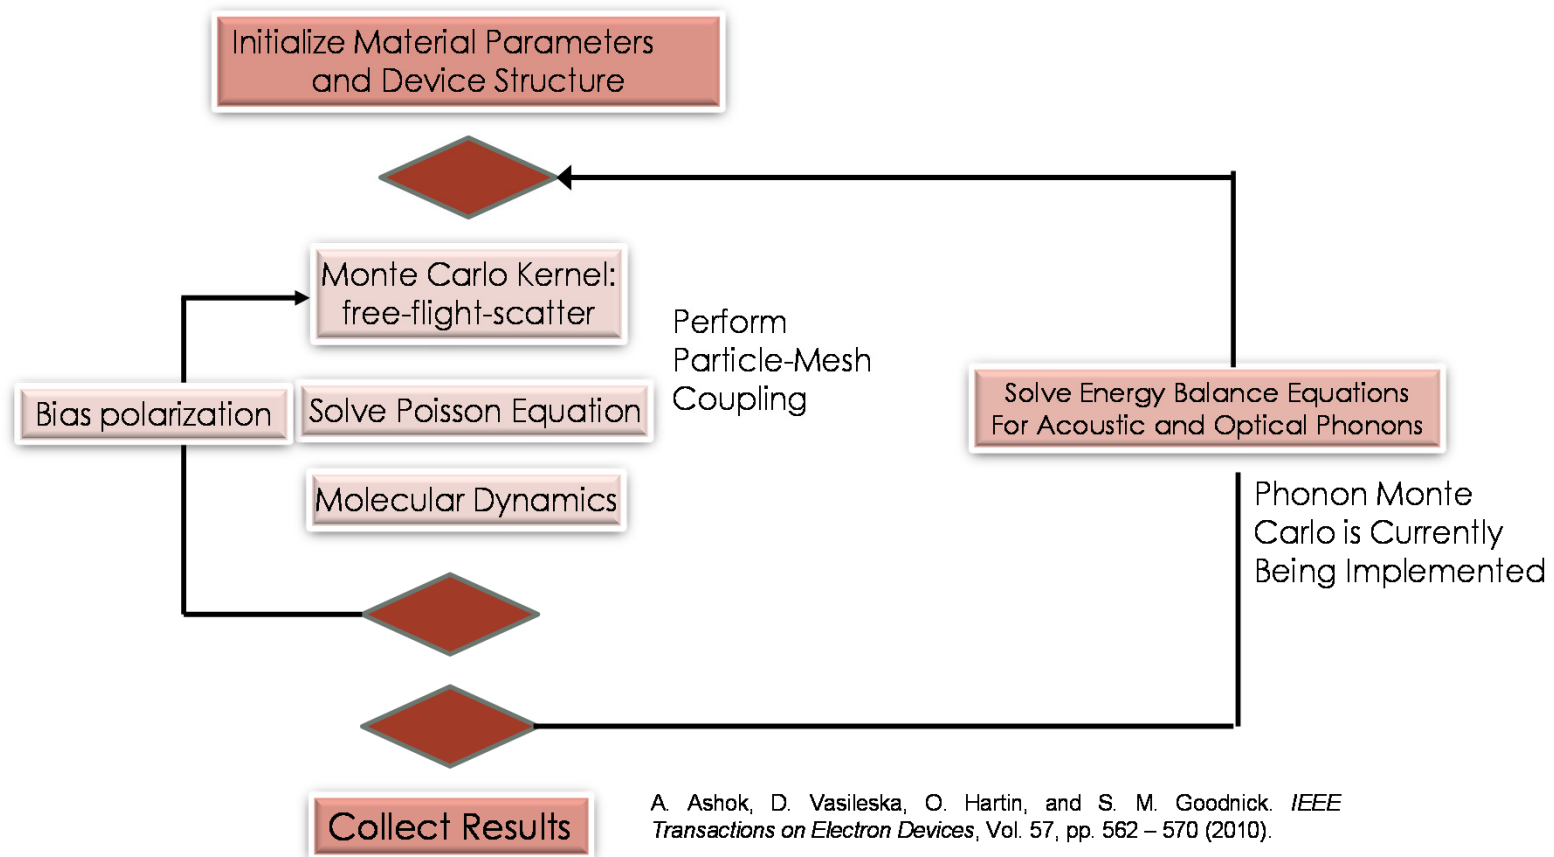 Initialize Material Parameters
and Device Structure
Monte Carlo Kernel:
free-flight-scatter
Perform
Particle-Mesh
Coupling
Bias polarization
Solve Poisson Equation
Solve Energy Balance Equations
For Acoustic and Optical Phonons
Molecular Dynamics
Phonon Monte
Carlo is Currently
Being Implemented
Collect Results
A. Ashok, D. Vasileska, O. Hartin, and S. M. Goodnick. IEEE
Transactions on Electron Devices, Vol. 57, pp. 562 – 570 (2010).